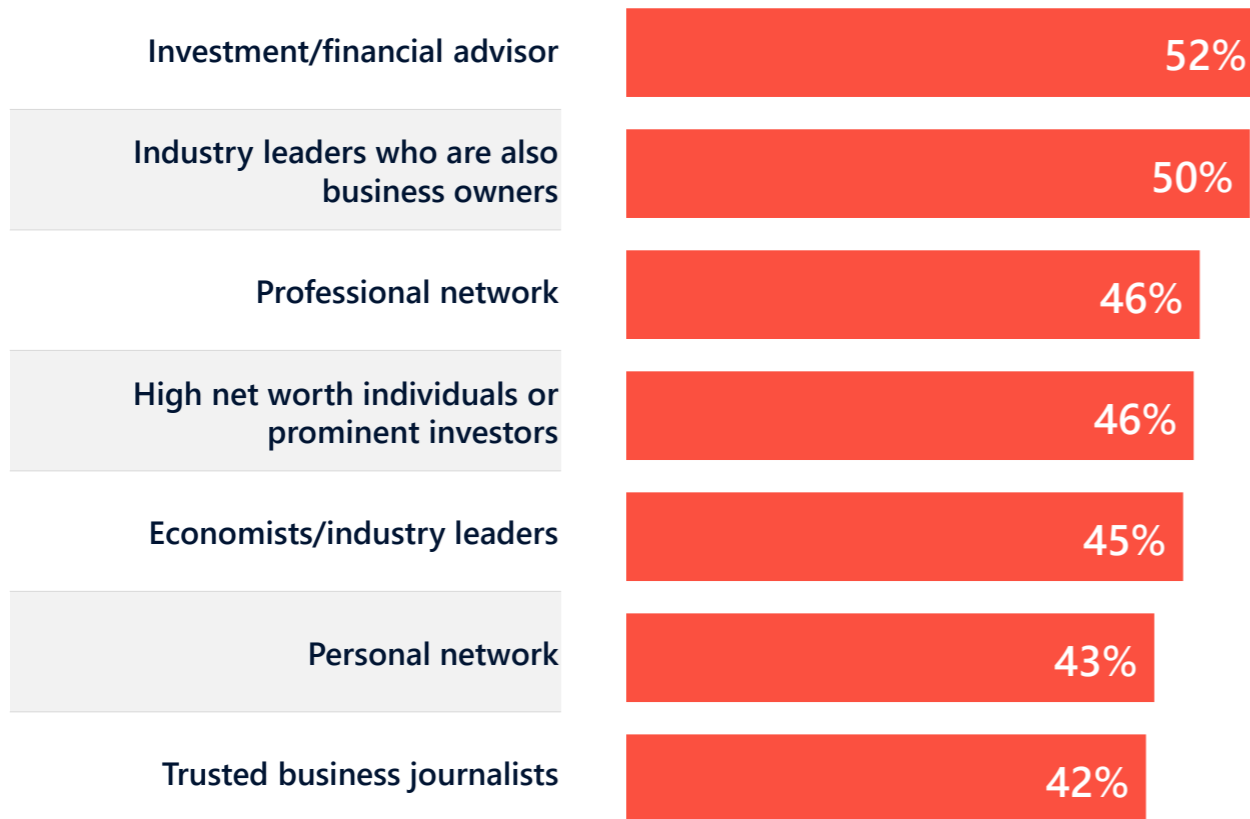 Investment/financial advisor
52%
Industry leaders who are also
business owners
50%
Professional network
46%
High net worth individuals or
prominent investors
46%
Economists/industry leaders
45%
Personal network
43%
Trusted business journalists
42%